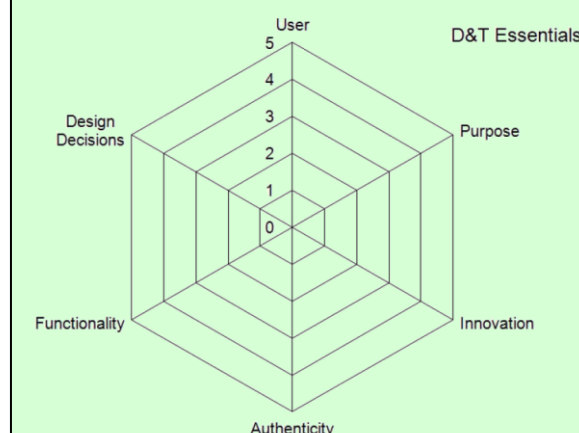 User
D&T Essentials
5
4
3
2
1
0
Design
Decisions
Purpose
Functionality
Innovation
Authenticity